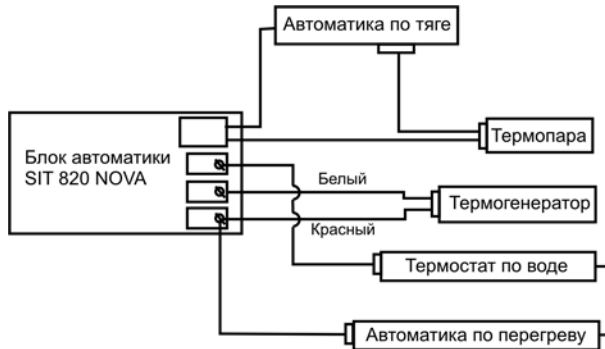 Автоматика по тяге
Термопара
Блок автоматики
SIT 820 NOVA
Белый
Термогенератор
Красный
Термостат по воде
Автоматика по перегреву